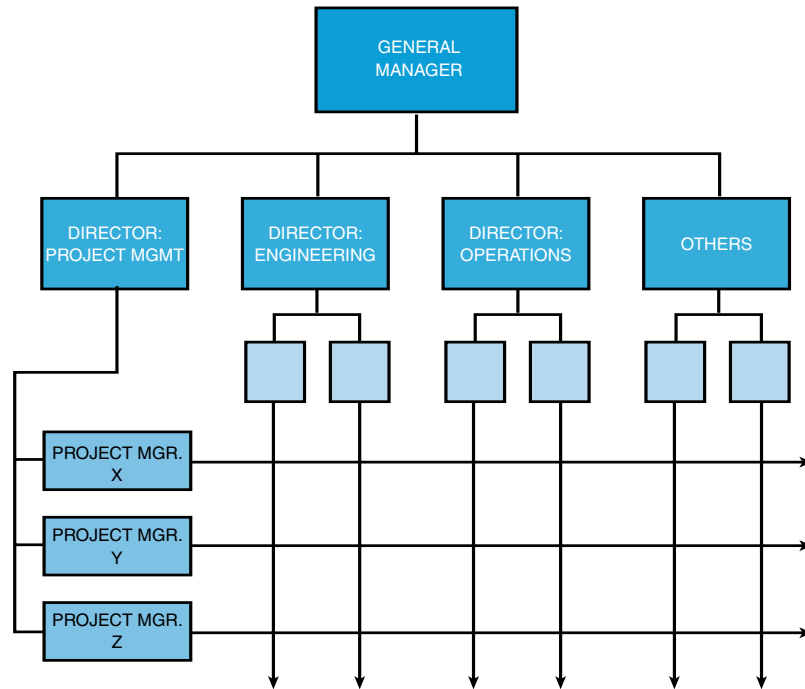 GENERAL
MANAGER
DIRECTOR:
PROJECT MGMT
DIRECTOR:
ENGINEERING
DIRECTOR:
OPERATIONS
OTHERS
PROJECT MGR.
X
PROJECT MGR.
Y
PROJECT MGR.
Z